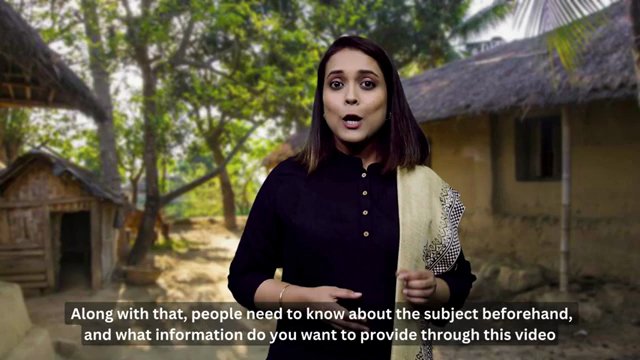 Along with that, people need to know about the subject beforehand,
and what information do you want to provide through this video